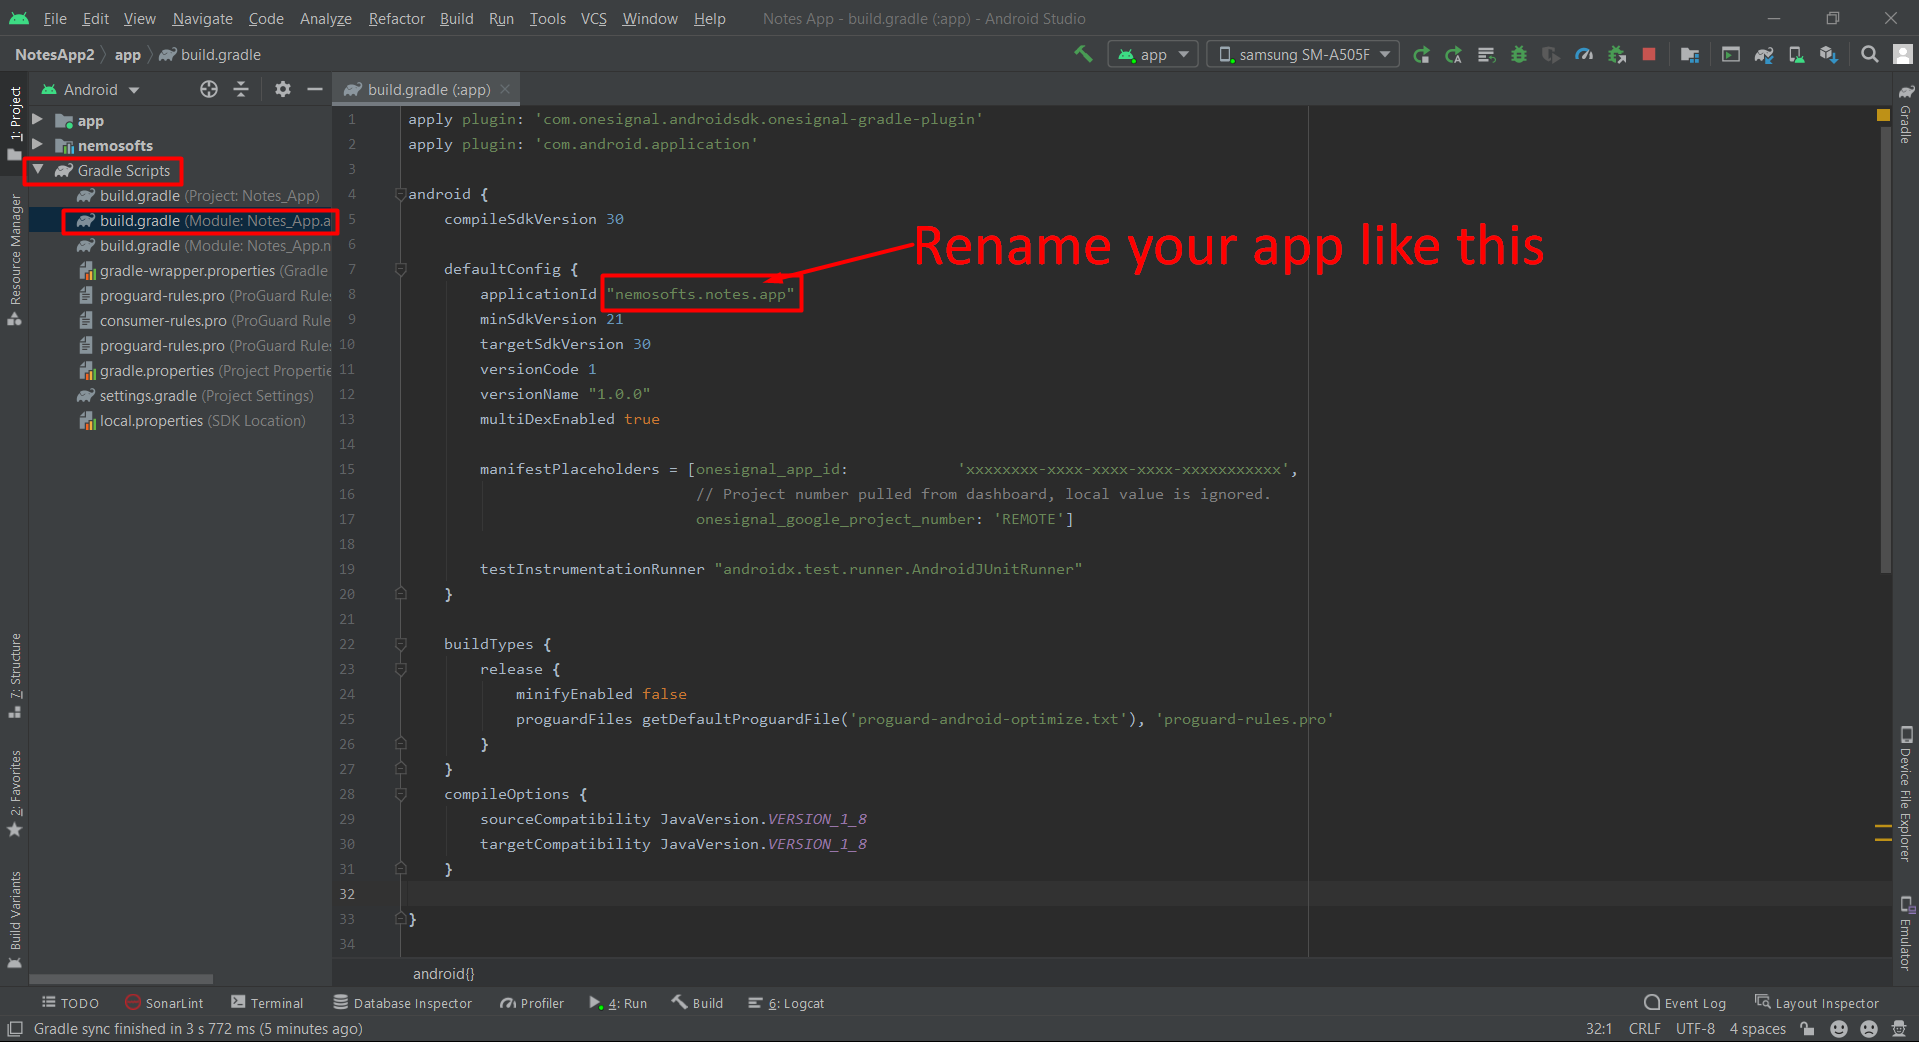 File Edit View Navigate Code Analyze Refactor Build Run Tools VCS Window Help Notes App - build.gradle (:app) - Android Studio
NotesApp2 app build.gradle
app samsung SM-A505F
Android
build.gradle (:app)
1: Project
Resource Manager
7: Structure
2: Favorites
Build Variants
app
nemosofts
Gradle Scripts
build.gradle (Project: Notes_App)
build.gradle (Module: Notes_App.a
build.gradle (Module: Notes_App.n
gradle-wrapper.properties (Gradle
proguard-rules.pro (ProGuard Rule
consumer-rules.pro (ProGuard Rule
proguard-rules.pro (ProGuard Rule
gradle.properties (Project Propertie
settings.gradle (Project Settings)
local.properties (SDK Location)
1 apply plugin: 'com.onesignal.androidsdk.onesignal-gradle-plugin'
2 apply plugin: 'com.android.application'
3
4 android {
5 compileSdkVersion 30
6
Rename your app like this
7 defaultConfig {
8 applicationId "nemosofts.notes.app"
9 minSdkVersion 21
10 targetSdkVersion 30
11 versionCode 1
12 versionName "1.0.0"
13 multiDexEnabled true
14
15 manifestPlaceholders = [onesignal_app_id: 'xxxxxxxx-xxxx-xxxx-xxxx-xxxxxxxxxxx',
16 // Project number pulled from dashboard, local value is ignored.
17 onesignal_google_project_number: 'REMOTE']
18
19 testInstrumentationRunner "androidx.test.runner.AndroidJUnitRunner"
20 }
21
22 buildTypes {
23 release {
24 minifyEnabled false
25 proguardFiles getDefaultProguardFile('proguard-android-optimize.txt'), 'proguard-rules.pro'
26 }
27 }
28 compileOptions {
29 sourceCompatibility JavaVersion.VERSION_1_8
30 targetCompatibility JavaVersion.VERSION_1_8
31 }
32
33 }
34
android{}
Gradle
Device File Explorer
Emulator
TODO SonarLint Terminal Database Inspector Profiler 4: Run Build 6: Logcat Event Log Layout Inspector
Gradle sync finished in 3 s 772 ms (5 minutes ago) 32:1 CRLF UTF-8 4 spaces